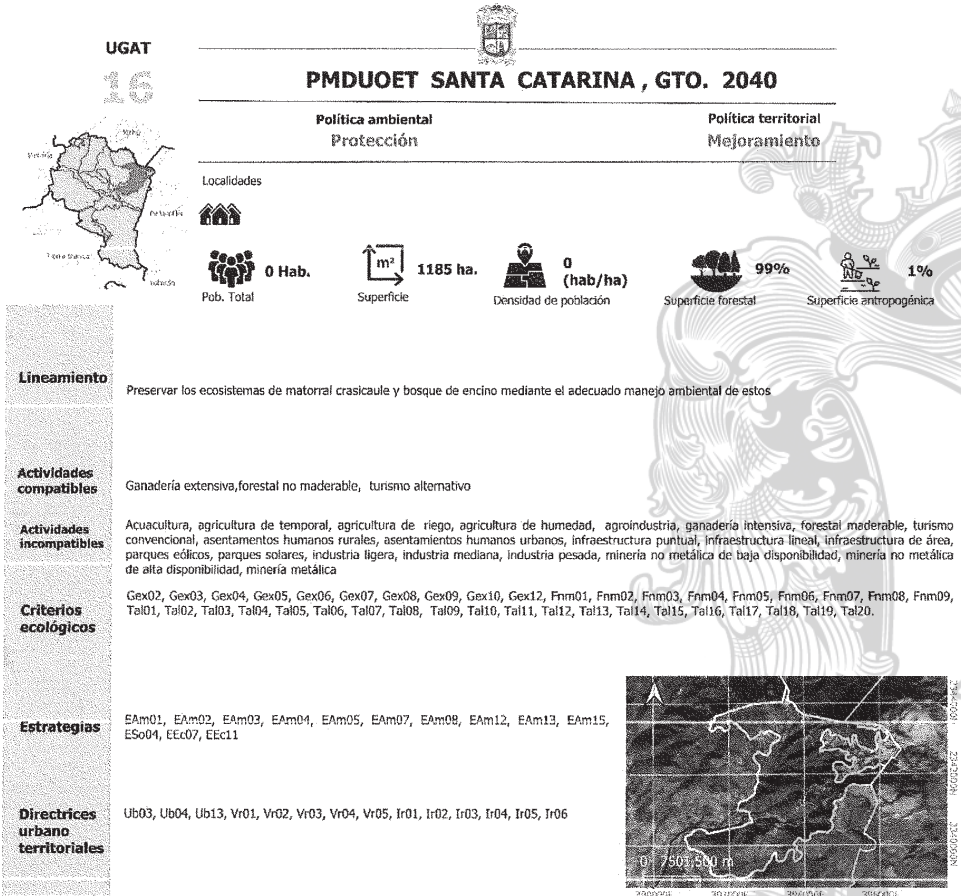 UGAT
16
PMDUOET SANTA CATARINA , GTO. 2040
Política ambiental
Protección
Política territorial
Mejoramiento
Localidades
0 Hab.
Pob. Total
m²
1185 ha.
Superficie
0
(hab/ha)
Densidad de población
99%
Superficie forestal
1%
Superficie antropogénica
Lineamiento
Preservar los ecosistemas de matorral crasicaule y bosque de encino mediante el adecuado manejo ambiental de estos
Actividades
compatibles
Ganadería extensiva,forestal no maderable, turismo alternativo
Actividades
incompatibles
Acuacultura, agricultura de temporal, agricultura de riego, agricultura de humedad, agroindustria, ganadería intensiva, forestal maderable, turismo
convencional, asentamentos humanos rurales, asentamientos humanos urbanos, infraestructura puntual, infraestructura lineal, infraestructura de área,
parques eólicos, parques solares, industria ligera, industria mediana, industria pesada, minería no metálica de baja disponibilidad, minería no metálica
de alta disponibilidad, minería metálica
Criterios
ecológicos
Gex02, Gex03, Gex04, Gex05, Gex06, Gex07, Gex08, Gex09, Gex10, Gex12, Fnm01, Fnm02, Fnm03, Fnm04, Fnm05, Fnm06, Fnm07, Fnm08, Fnm09,
Tal01, Tal02, Tal03, Tal04, Tal05, Tal06, Tal07, Tal08, Tal09, Tal10, Tal11, Tal12, Tal13, Tal14, Tal15, Tal16, Tal17, Tal18, Tal19, Tal20.
Estrategias
EAm01, EAm02, EAm03, EAm04, EAm05, EAm07, EAm08, EAm12, EAm13, EAm15,
ESo04, EEc07, EEc11
Directrices
urbano
territoriales
Ub03, Ub04, Ub13, Vr01, Vr02, Vr03, Vr04, Vr05, Ir01, Ir02, Ir03, Ir04, Ir05, Ir06
0 7501,500 m